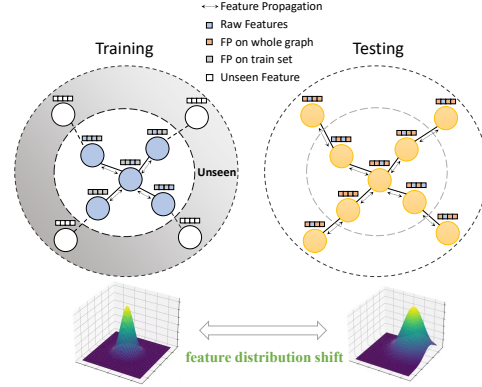 Feature Propagation
Raw Features
FP on whole graph
FP on train set
Unseen Feature
Training
Testing
Unseen
feature distribution shift